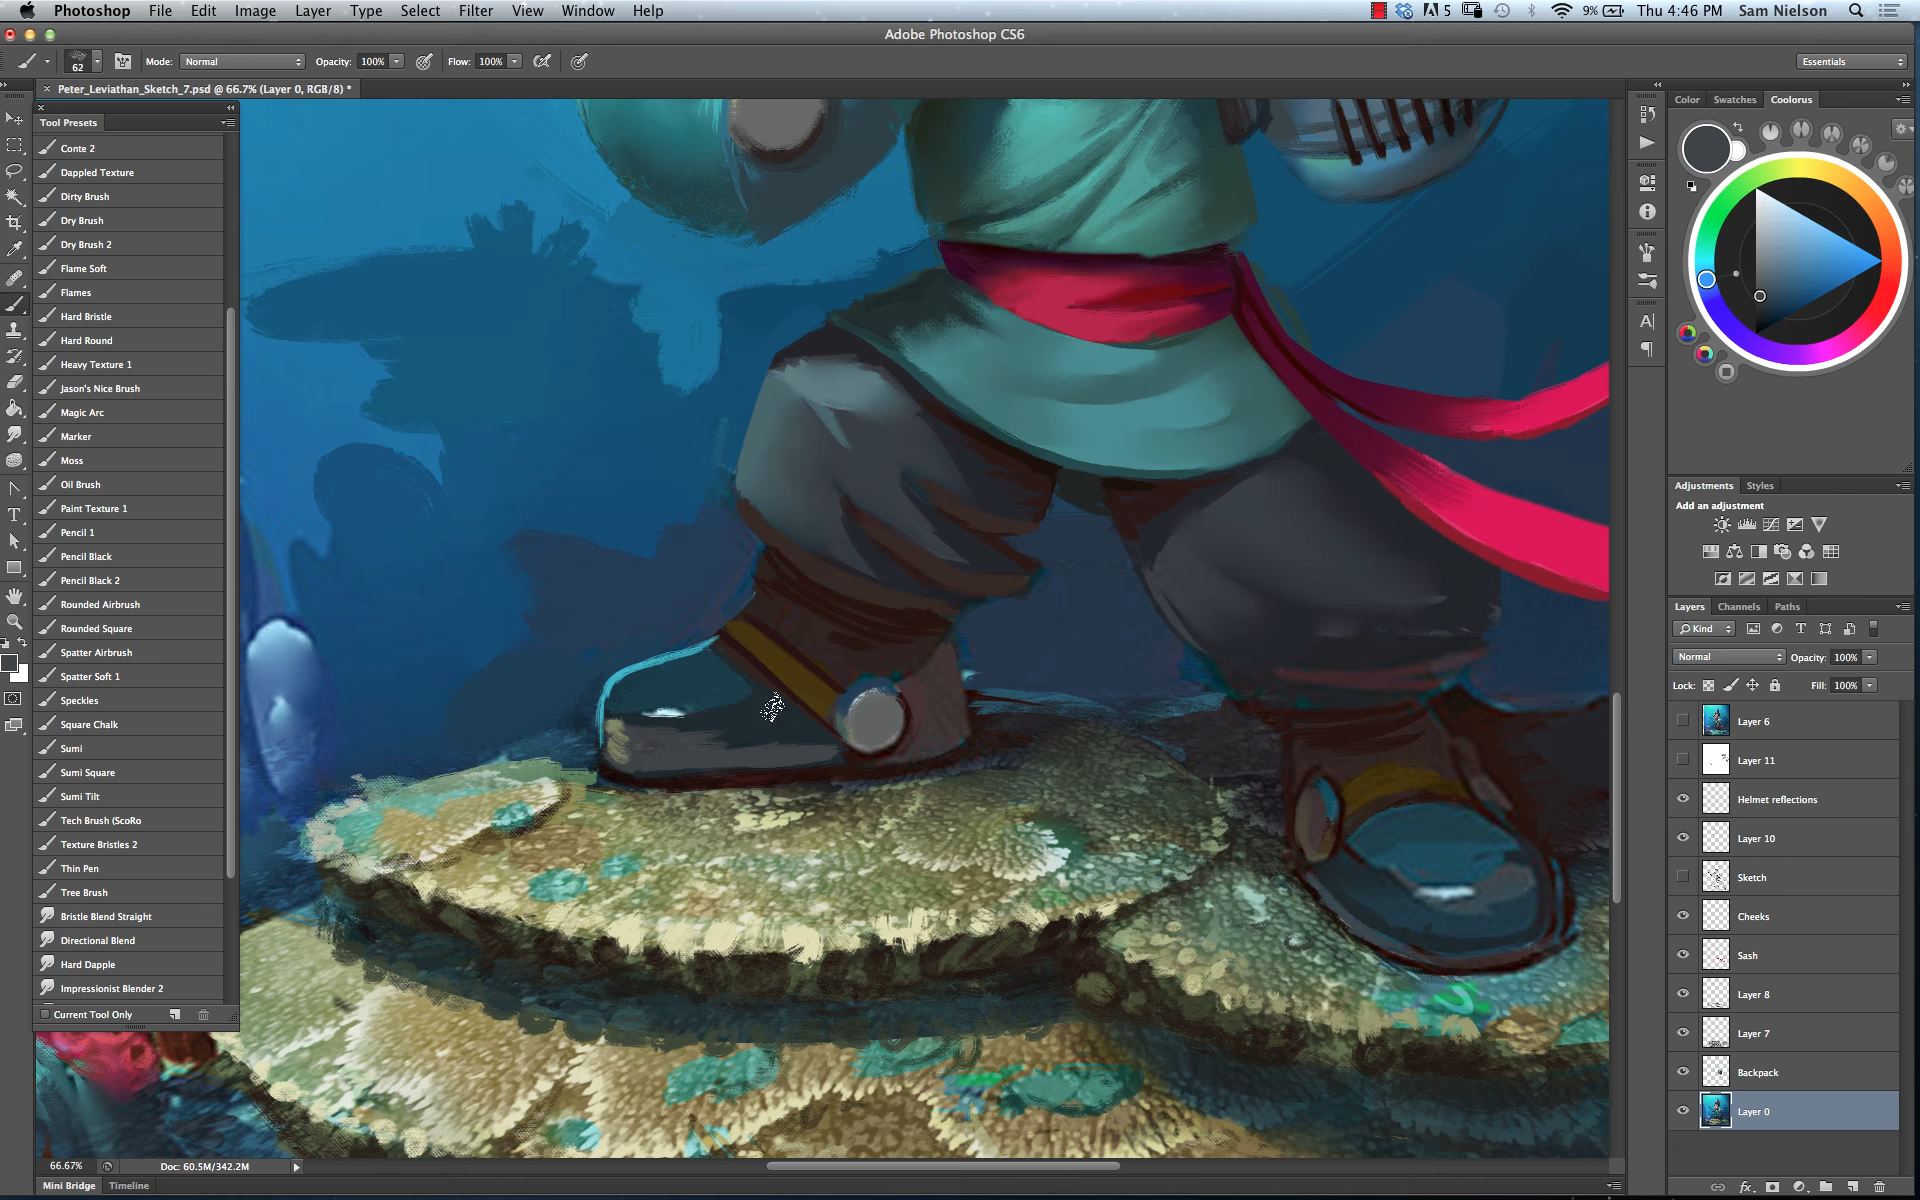 Photoshop File Edit Image Layer Type Select Filter View Window Help 5 9% Thu 4:46 PM Sam Nielson
Adobe Photoshop CS6
62 Mode: Normal Opacity: 100% Flow: 100% Essentials
Peter_Leviathan_Sketch_7.psd @ 66.7% (Layer 0, RGB/8) *
Tool Presets
Conte 2
Dappled Texture
Dirty Brush
Dry Brush
Dry Brush 2
Flame Soft
Flames
Hard Bristle
Hard Round
Heavy Texture 1
Jason's Nice Brush
Magic Arc
Marker
Moss
Oil Brush
Paint Texture 1
Pencil 1
Pencil Black
Pencil Black 2
Rounded Airbrush
Rounded Square
Spatter Airbrush
Spatter Soft 1
Speckles
Square Chalk
Sumi
Sumi Square
Sumi Tilt
Tech Brush (ScoRo
Texture Bristles 2
Thin Pen
Tree Brush
Bristle Blend Straight
Directional Blend
Hard Dapple
Impressionist Blender 2
Current Tool Only
Color Swatches Coolorus
Adjustments Styles
Add an adjustment
Layers Channels Paths
Kind
Normal Opacity: 100%
Lock: Fill: 100%
Layer 6
Layer 11
Helmet reflections
Layer 10
Sketch
Cheeks
Sash
Layer 8
Layer 7
Backpack
Layer 0
66.67% Doc: 60.5M/342.2M
Mini Bridge Timeline